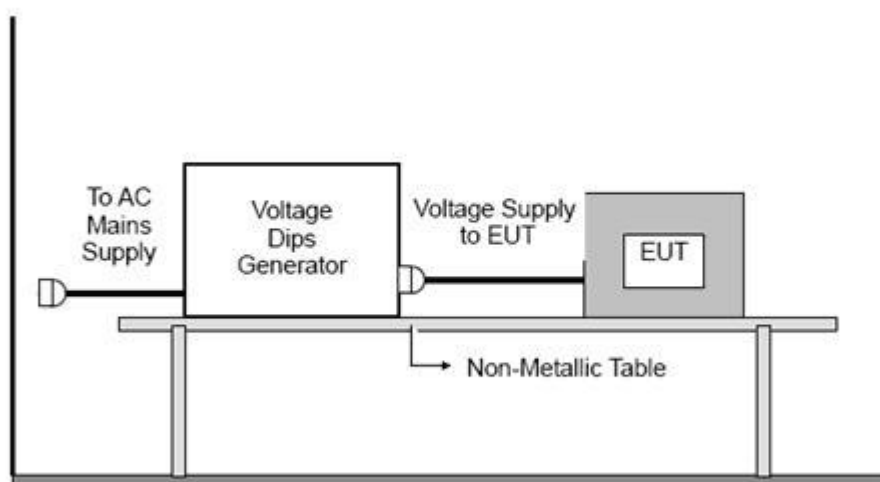 To AC
Mains
Supply
Voltage
Dips
Generator
Voltage Supply
to EUT
EUT
Non-Metallic Table